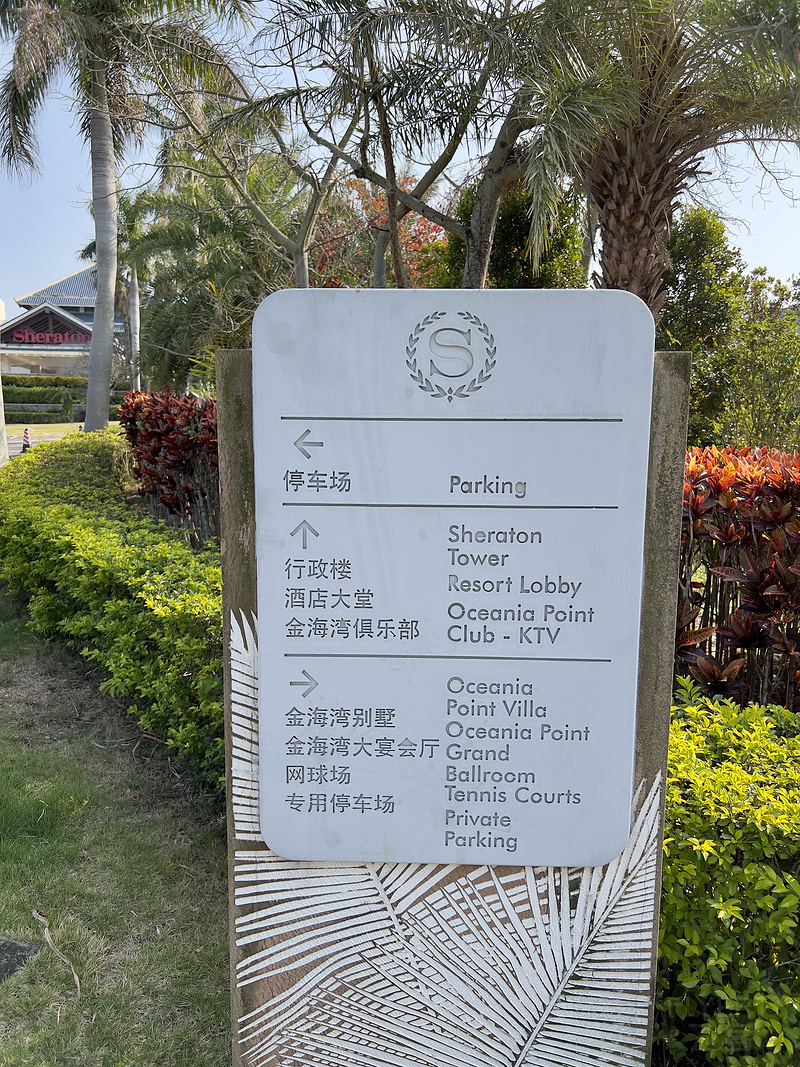 Sheraton
S
←
停车场 Parking
↑
Sheraton
行政楼 Tower
酒店大堂 Resort Lobby
金海湾俱乐部 Oceania Point
Club - KTV
→
Oceania
金海湾别墅 Point Villa
Oceania Point
金海湾大宴会厅 Grand
网球场 Ballroom
专用停车场 Tennis Courts
Private
Parking